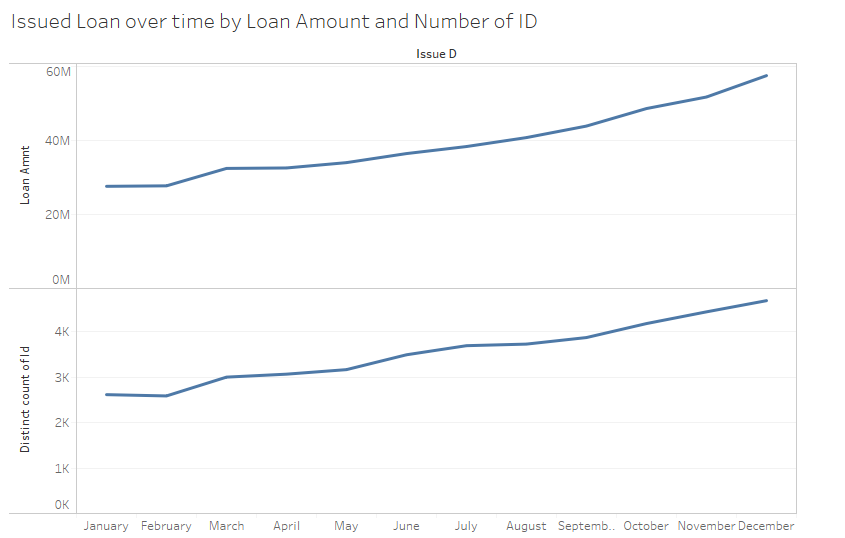 Issued Loan over time by Loan Amount and Number of ID
Issue D
60M
40M
20M
0M
Loan Amnt
4K
3K
2K
1K
0K
Distinct count of Id
January February March April May June July August Septemb.. October November December